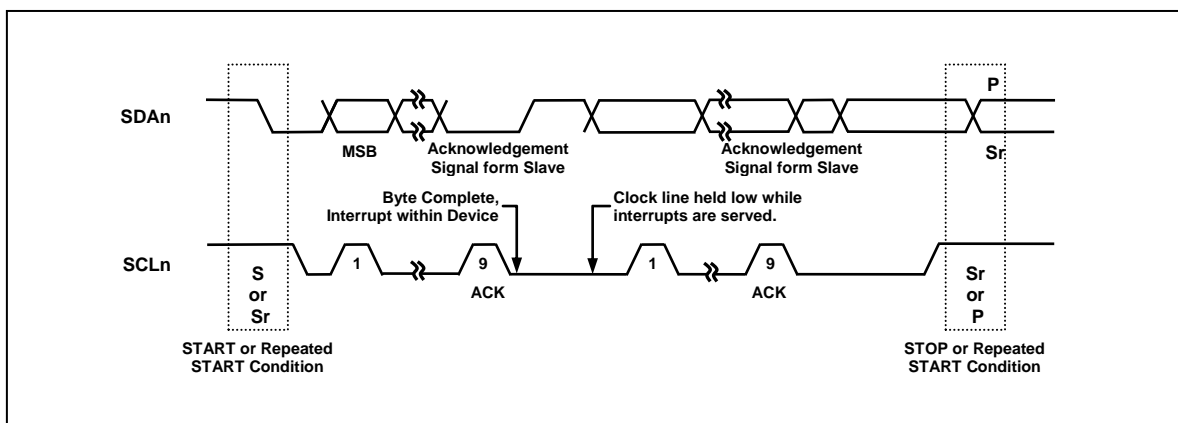 P
SDAn
MSB
Acknowledgement
Signal form Slave
Acknowledgement
Signal form Slave
Sr
Byte Complete,
Interrupt within Device
Clock line held low while
interrupts are served.
SCLn
S
or
Sr
1
9
ACK
1
9
ACK
Sr
or
P
START or Repeated
START Condition
STOP or Repeated
START Condition